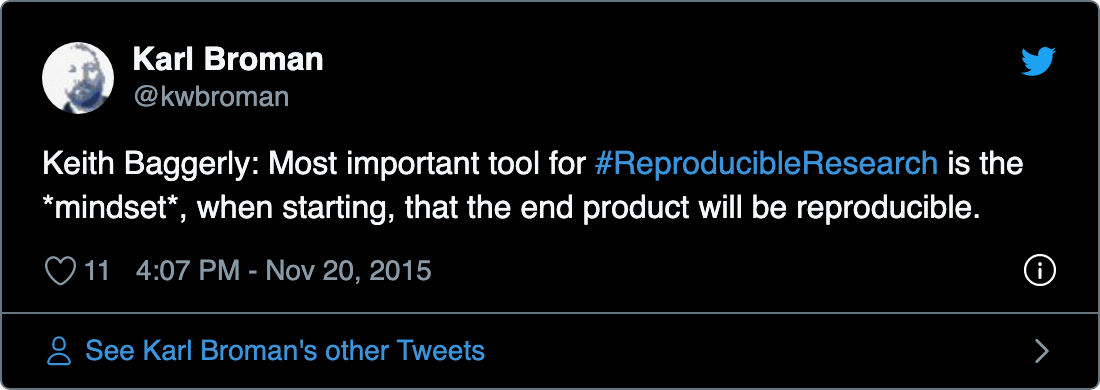 Karl Broman
@kwbroman
Keith Baggerly: Most important tool for #ReproducibleResearch is the
*mindset*, when starting, that the end product will be reproducible.
11 4:07 PM - Nov 20, 2015
See Karl Broman's other Tweets